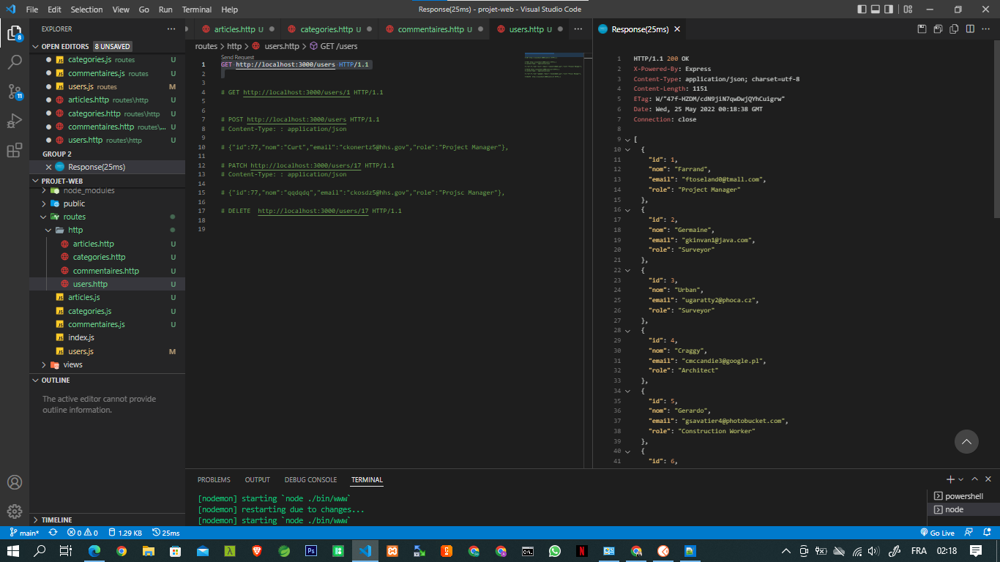 File Edit Selection View Go Run Terminal Help
Response(25ms) - projet-web - Visual Studio Code
EXPLORER
OPEN EDITORS 8 UNSAVED
categories.js routes
commentaires.js routes U
users.js routes M
articles.http routes\http U
categories.http routes\http U
commentaires.http routes\... U
users.http routes\http U
GROUP 2
Response(25ms)
PROJET-WEB
node_modules
public
routes
http
articles.http U
categories.http U
commentaires.http U
users.http U
articles.js U
categories.js U
commentaires.js U
index.js
users.js M
views
OUTLINE
The active editor cannot provide
outline information.
TIMELINE
8
11
articles.http U categories.http U commentaires.http U users.http U
routes > http > users.http > GET /users
Send Request
1 GET http://localhost:3000/users HTTP/1.1
2
3
4 # GET http://localhost:3000/users/1 HTTP/1.1
5
6
7 # POST http://localhost:3000/users HTTP/1.1
8 # Content-Type: : application/json
9
10 # {"id":77,"nom":"Curt","email":"ckonertz5@hhs.gov","role":"Project Manager"},
11
12 # PATCH http://localhost:3000/users/17 HTTP/1.1
13 # Content-Type: : application/json
14
15 # {"id":77,"nom":"qqdqdq","email":"ckosdz5@hhs.gov","role":"Projsc Manager"},
16
17 # DELETE http://localhost:3000/users/17 HTTP/1.1
18
19
Response(25ms)
1 HTTP/1.1 200 OK
2 X-Powered-By: Express
3 Content-Type: application/json; charset=utf-8
4 Content-Length: 1151
5 ETag: W/"47f-HZDM/cdN9jiN7qwDwjQYhCuigrw"
6 Date: Wed, 25 May 2022 00:18:38 GMT
7 Connection: close
8
9 [
10 {
11 "id": 1,
12 "nom": "Farrand",
13 "email": "ftoseland0@tmall.com",
14 "role": "Project Manager"
15 },
16 {
17 "id": 2,
18 "nom": "Germaine",
19 "email": "gkinvan1@java.com",
20 "role": "Surveyor"
21 },
22 {
23 "id": 3,
24 "nom": "Urban",
25 "email": "ugaratty2@phoca.cz",
26 "role": "Surveyor"
27 },
28 {
29 "id": 4,
30 "nom": "Craggy",
31 "email": "cmccandie3@google.pl",
32 "role": "Architect"
33 },
34 {
35 "id": 5,
36 "nom": "Gerardo",
37 "email": "gsavatier4@photobucket.com",
38 "role": "Construction Worker"
39 },
40 {
41 "id": 6,
PROBLEMS OUTPUT DEBUG CONSOLE TERMINAL
[nodemon] starting `node ./bin/www`
[nodemon] restarting due to changes...
[nodemon] starting `node ./bin/www`
powershell
node
main* 0 0 1.29 KB 25ms
Go Live
FRA 02:18